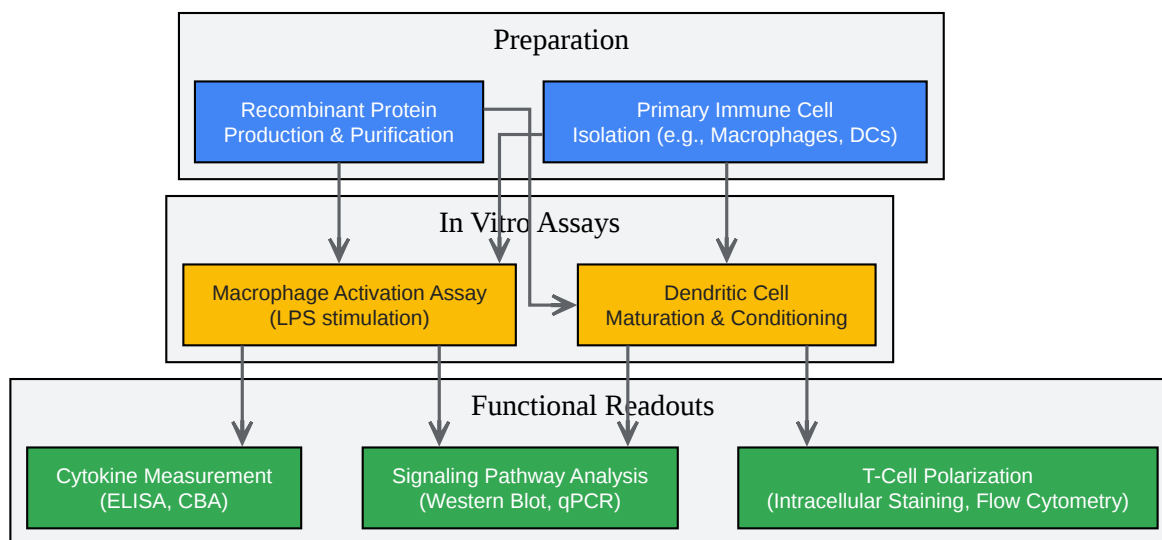 Preparation
Recombinant Protein
Production & Purification
Primary Immune Cell
Isolation (e.g., Macrophages, DCs)
In Vitro Assays
Macrophage Activation Assay
(LPS stimulation)
Dendritic Cell
Maturation & Conditioning
Functional Readouts
Cytokine Measurement
(ELISA, CBA)
Signaling Pathway Analysis
(Western Blot, qPCR)
T-Cell Polarization
(Intracellular Staining, Flow Cytometry)